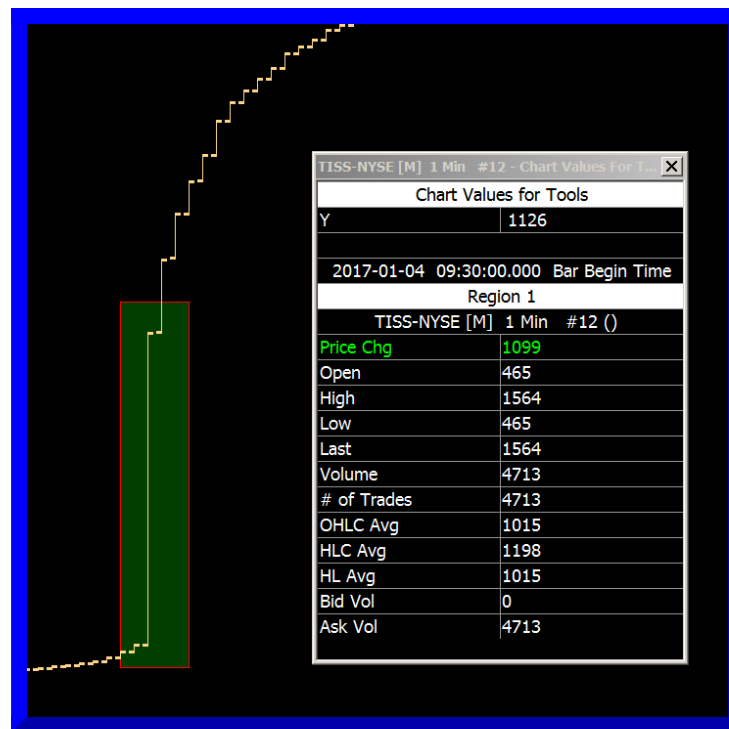 TISS-NYSE [M] 1 Min #12 - Chart Values For T...
Chart Values for Tools
Y 1126
2017-01-04 09:30:00.000 Bar Begin Time
Region 1
TISS-NYSE [M] 1 Min #12 ()
Price Chg 1099
Open 465
High 1564
Low 465
Last 1564
Volume 4713
# of Trades 4713
OHLC Avg 1015
HLC Avg 1198
HL Avg 1015
Bid Vol 0
Ask Vol 4713